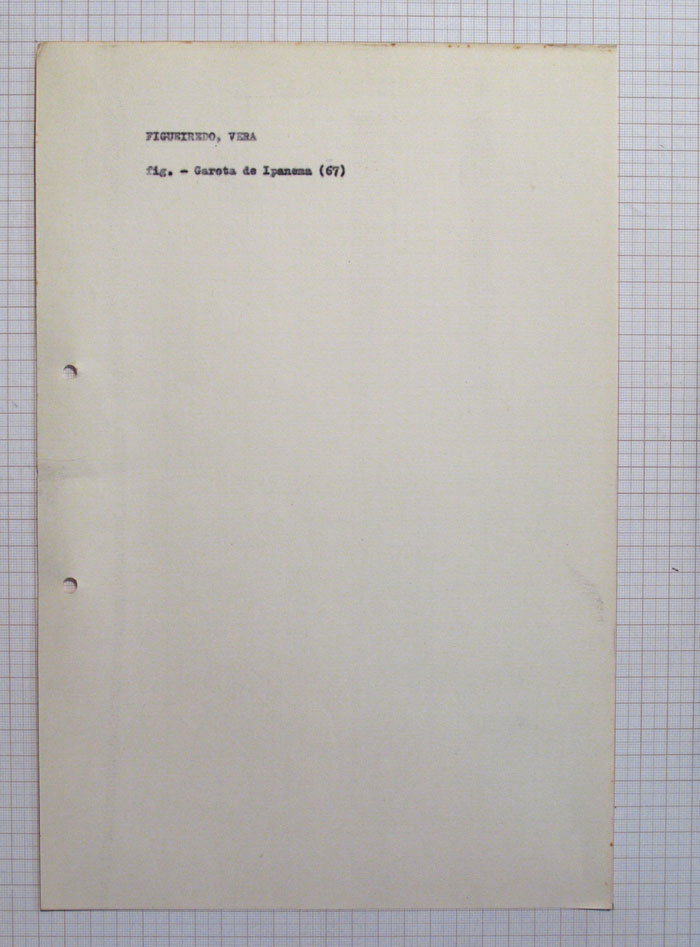 FIGUEIREDO, VERA
fig. - Garota de Ipanema (67)